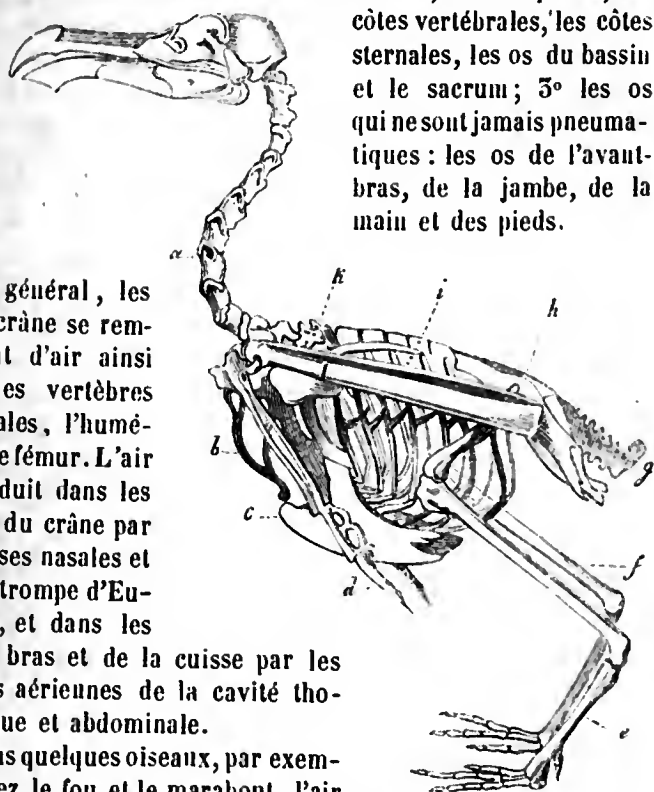 côtes vertébrales, les côtes
sternales, les os du bassin
et le sacrum; 3º les os
qui ne sont jamais pneuma-
tiques : les os de l'avant-
bras, de la jambe, de la
main et des pieds.
a
k
i
h
général, les
crâne se rem-
t d'air ainsi
es vertèbres
ales, l'humé-
e fémur. L'air
duit dans les
du crâne par
ses nasales et
trompe d'Eu-
, et dans les
bras et de la cuisse par les
s aériennes de la cavité tho-
ue et abdominale.
ns quelques oiseaux, par exem-
ez le fou et le marabout, l'air
b
c
d
g
f
e